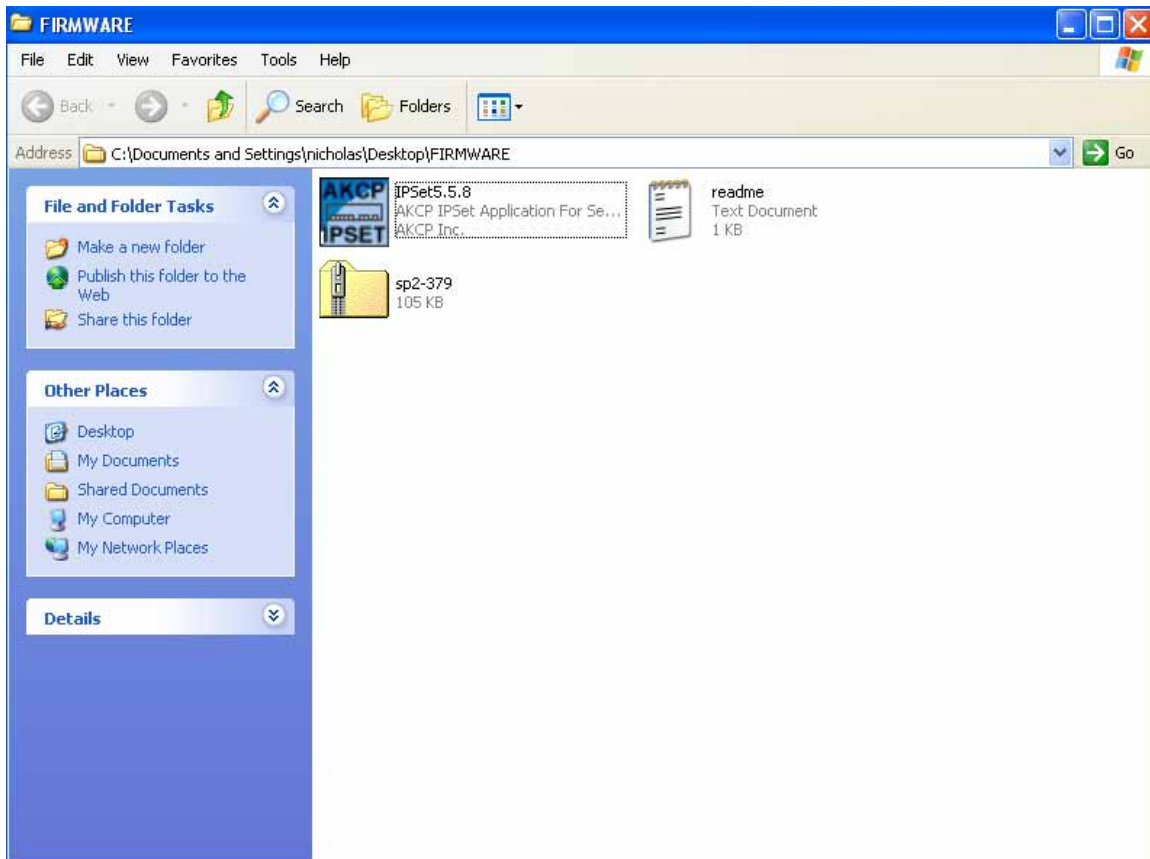 FIRMWARE
File Edit View Favorites Tools Help
Back Search Folders
Address C:\Documents and Settings\nicholas\Desktop\FIRMWARE Go
File and Folder Tasks
Make a new folder
Publish this folder to the
Web
Share this folder
Other Places
Desktop
My Documents
Shared Documents
My Computer
My Network Places
Details
AKCP
IPSET
IPSet5.5.8
AKCP IPSet Application For Se...
AKCP Inc.
readme
Text Document
1 KB
sp2-379
105 KB